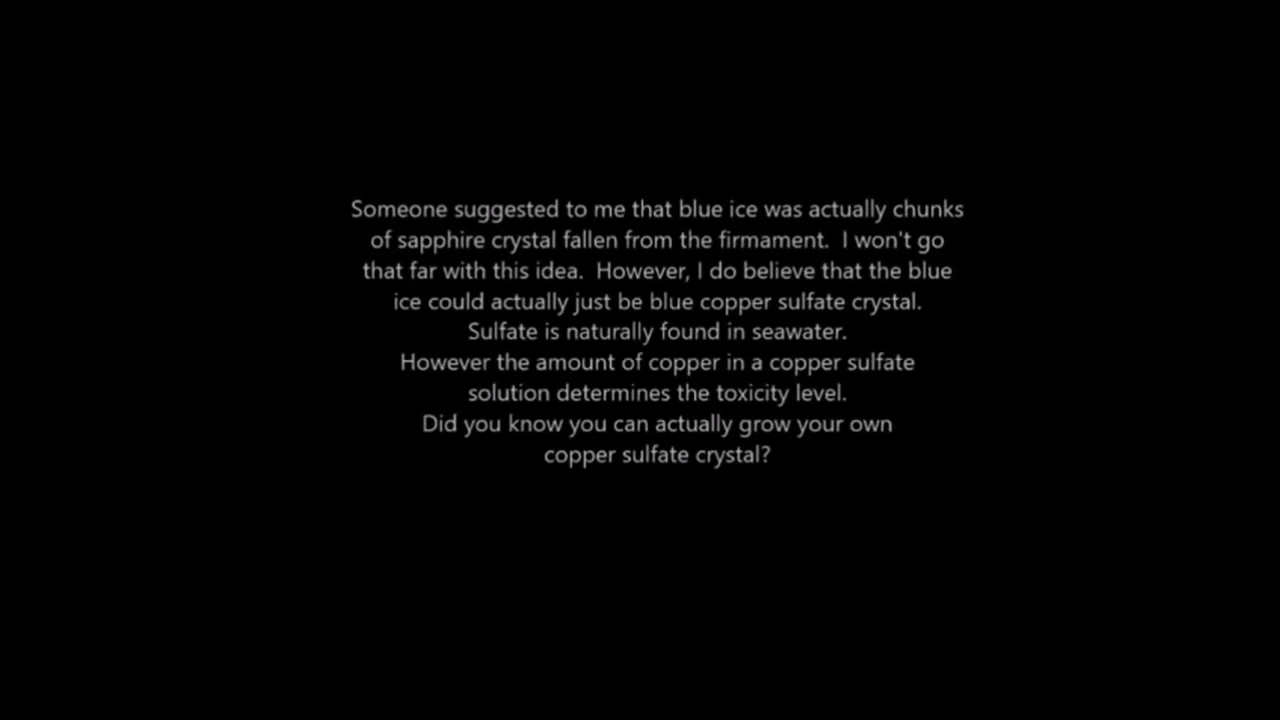 Someone suggested to me that blue ice was actually chunks
of sapphire crystal fallen from the firmament.  I won't go
that far with this idea.  However, I do believe that the blue
ice could actually just be blue copper sulfate crystal.
Sulfate is naturally found in seawater.
However the amount of copper in a copper sulfate
solution determines the toxicity level.
Did you know you can actually grow your own
copper sulfate crystal?